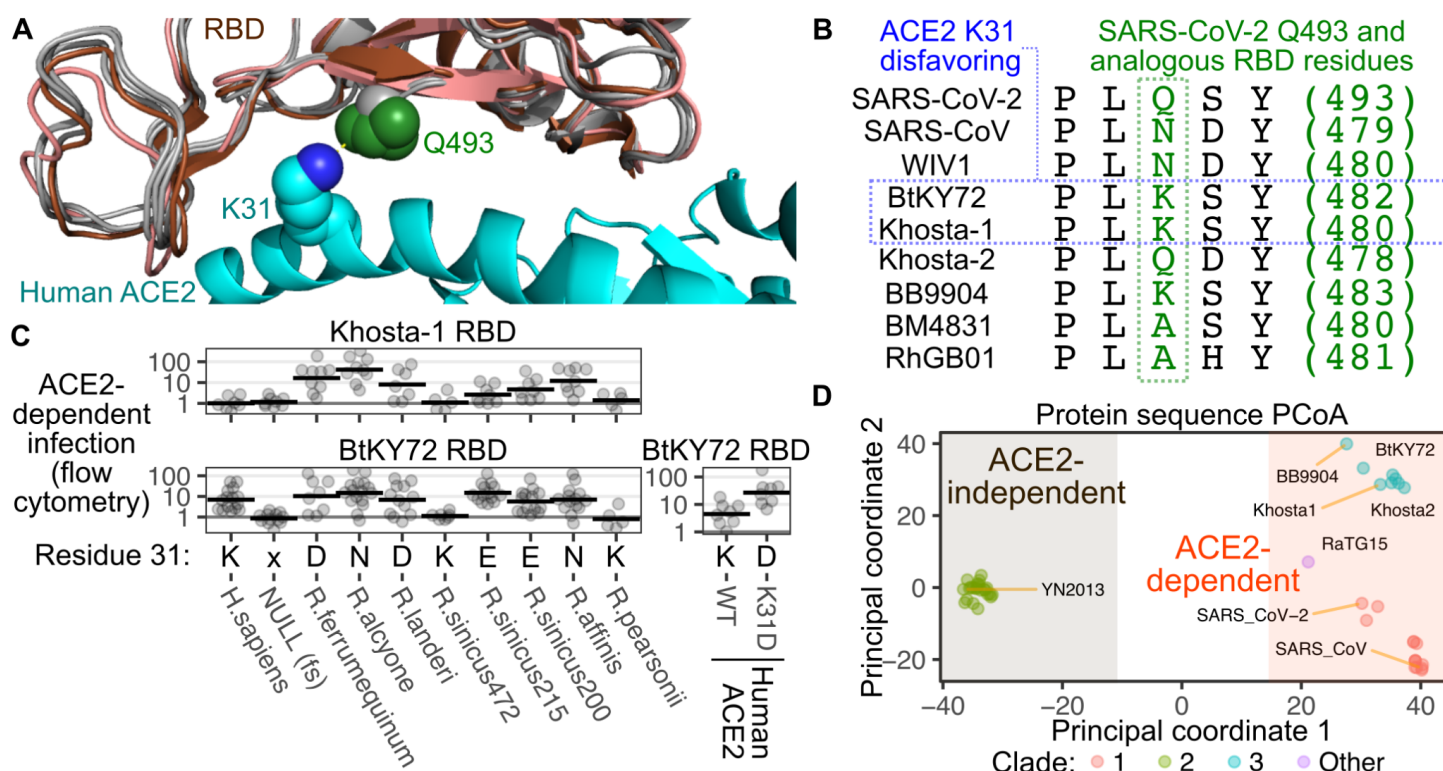 A
RBD
Q493
K31
Human ACE2
B
ACE2 K31
disfavoring
SARS-CoV-2 Q493 and
analogous RBD residues
SARS-CoV-2 P L Q S Y (493)
SARS-CoV P L N D Y (479)
WIV1 P L N D Y (480)
BtKY72 P L K S Y (482)
Khosta-1 P L K S Y (480)
Khosta-2 P L Q D Y (478)
BB9904 P L K S Y (483)
BM4831 P L A S Y (480)
RhGB01 P L A H Y (481)
C
Khosta-1 RBD
ACE2-
dependent
infection
(flow
cytometry)
100
10
1
BtKY72 RBD
100
10
1
BtKY72 RBD
100
10
1
Residue 31: K x D N D K E E N K
K D
H.sapiens
NULL (fs)
R.ferrumequinum
R.alcyone
R.landeri
R.sinicus472
R.sinicus215
R.sinicus200
R.affinis
R.pearsonii
WT
K31D
Human
ACE2
D
Protein sequence PCoA
Principal coordinate 2
40
20
0
−20
ACE2-
independent
YN2013
BtKY72
BB9904
Khosta1
Khosta2
RaTG15
ACE2-
dependent
SARS_CoV−2
SARS_CoV
−40 −20 0 20 40
Principal coordinate 1
Clade: 1 2 3 Other